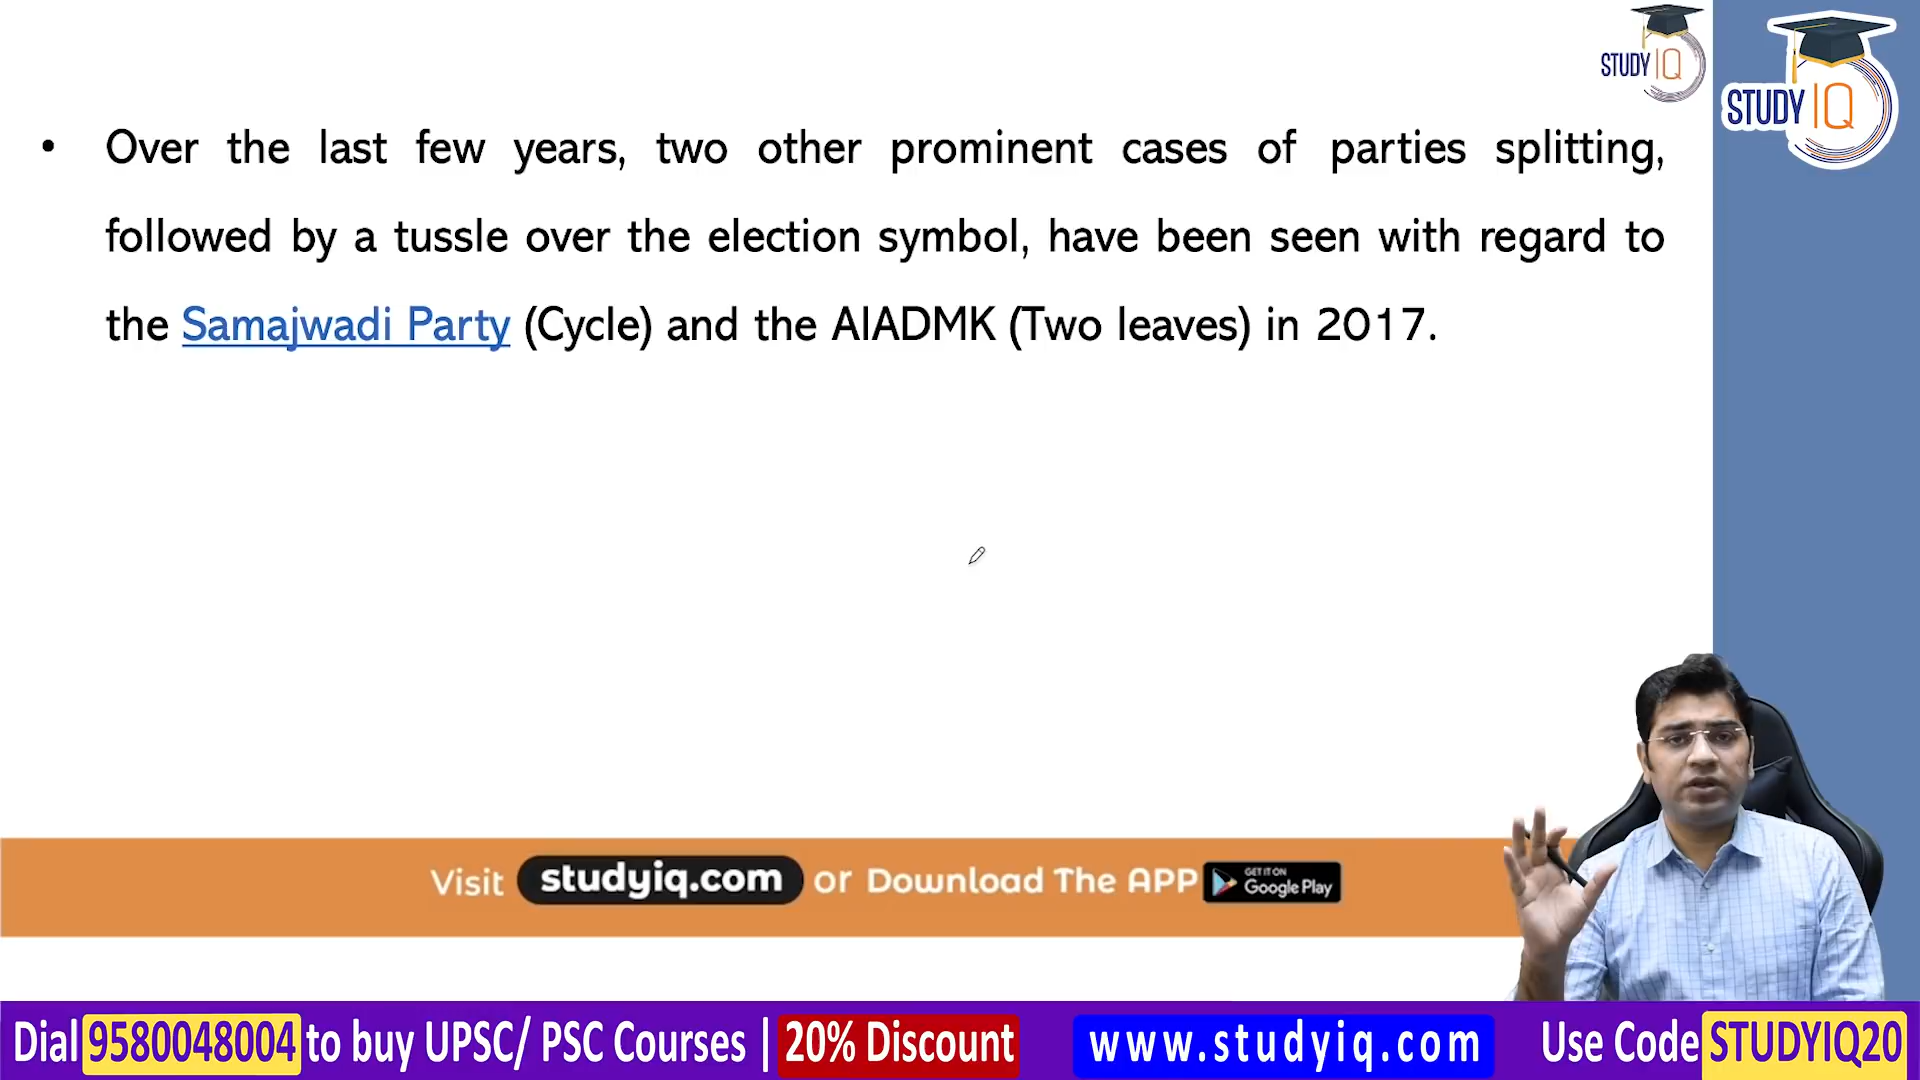 STUDY IQ
STUDY IQ
• Over the last few years, two other prominent cases of parties splitting,
followed by a tussle over the election symbol, have been seen with regard to
the Samajwadi Party (Cycle) and the AIADMK (Two leaves) in 2017.
Visit studyiq.com or Download The APP GET IT ON Google Play
Dial 9580048004 to buy UPSC/ PSC Courses | 20% Discount www.studyiq.com Use Code STUDYIQ20